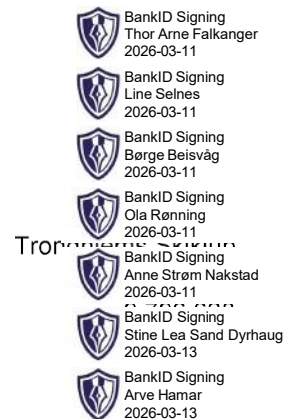 BankID Signing
Thor Arne Falkanger
2026-03-11
BankID Signing
Line Selnes
2026-03-11
BankID Signing
Børge Beisvåg
2026-03-11
BankID Signing
Ola Rønning
2026-03-11
BankID Signing
Anne Strøm Nakstad
2026-03-11
BankID Signing
Stine Lea Sand Dyrhaug
2026-03-13
BankID Signing
Arve Hamar
2026-03-13